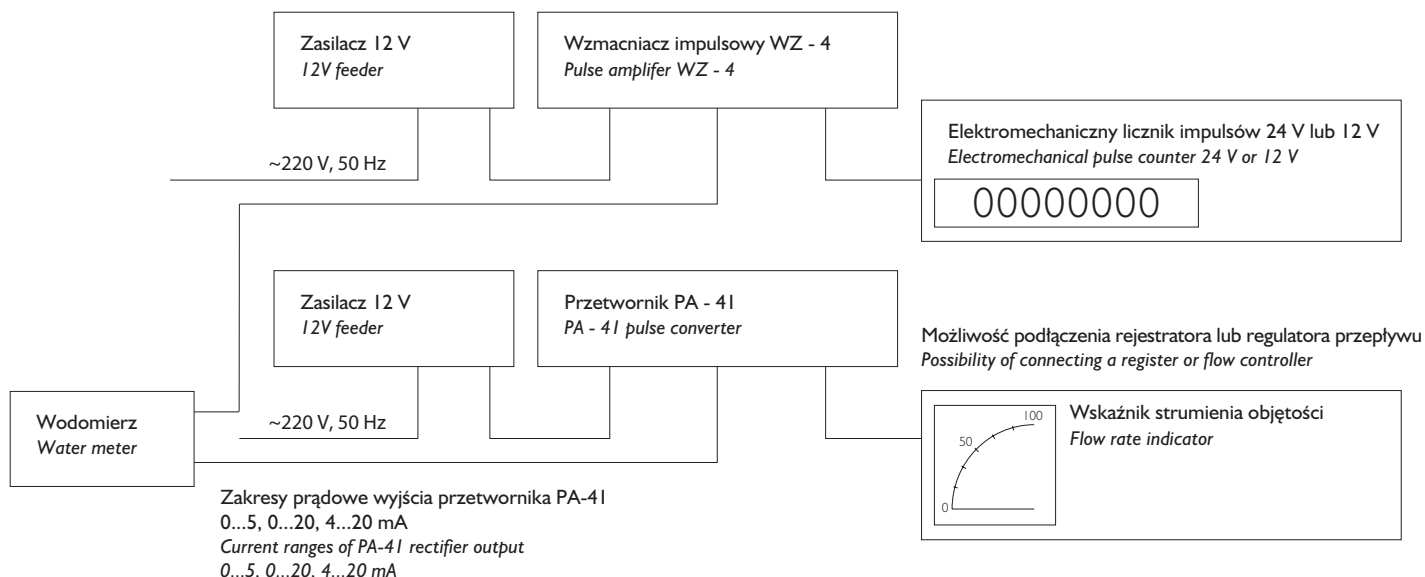 Zasilacz 12 V
12V feeder
Wzmacniacz impulsowy WZ - 4
Pulse amplifer WZ - 4
~220 V, 50 Hz
Elektromechaniczny licznik impulsów 24 V lub 12 V
Electromechanical pulse counter 24 V or 12 V
00000000
Zasilacz 12 V
12V feeder
Przetwornik PA - 41
PA - 41 pulse converter
Możliwość podłączenia rejestratora lub regulatora przepływu
Possibility of connecting a register or flow controller
Wodomierz
Water meter
~220 V, 50 Hz
100
50
0
Wskaźnik strumienia objętości
Flow rate indicator
Zakresy prądowe wyjścia przetwornika PA-41
0...5, 0...20, 4...20 mA
Current ranges of PA-41 rectifier output
0...5, 0...20, 4...20 mA